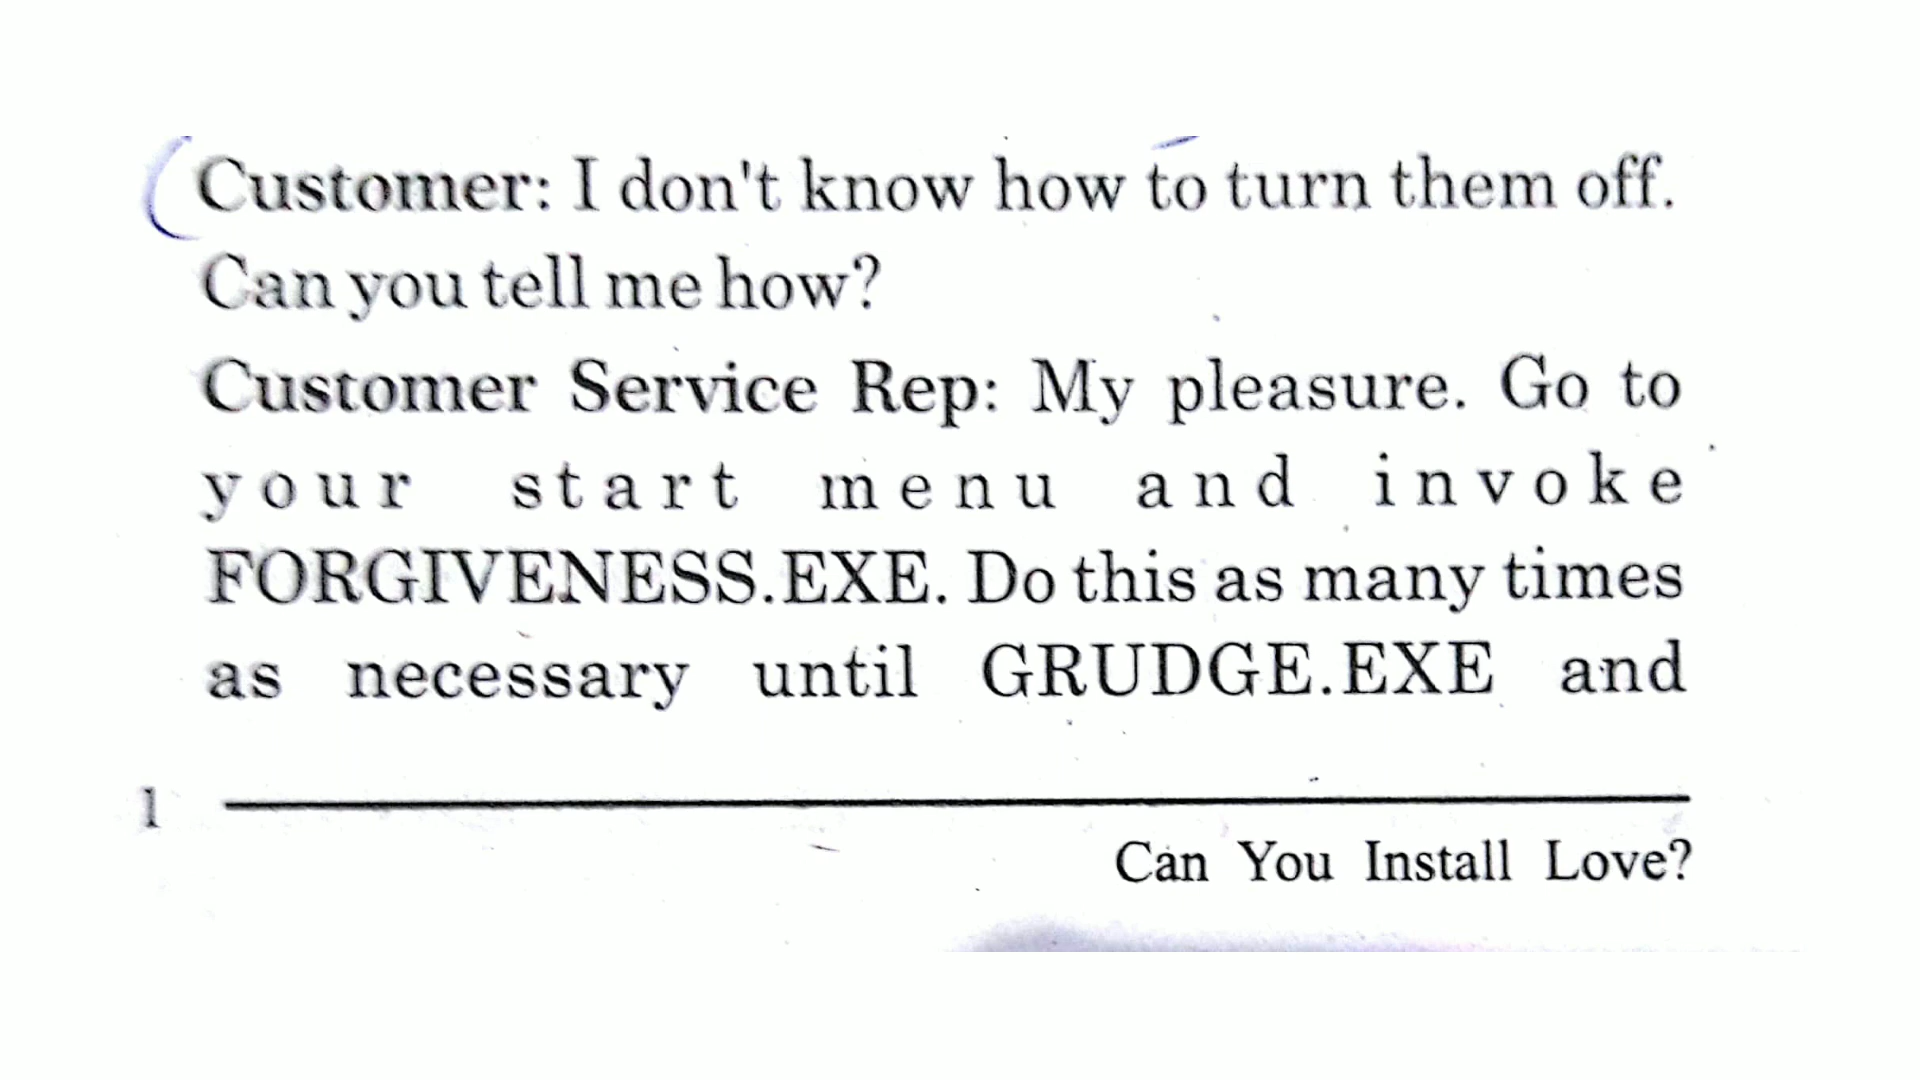 Customer: I don't know how to turn them off.
Can you tell me how?
Customer Service Rep: My pleasure. Go to
your start menu and invoke
FORGIVENESS.EXE. Do this as many times
as necessary until GRUDGE.EXE and
1
Can You Install Love?